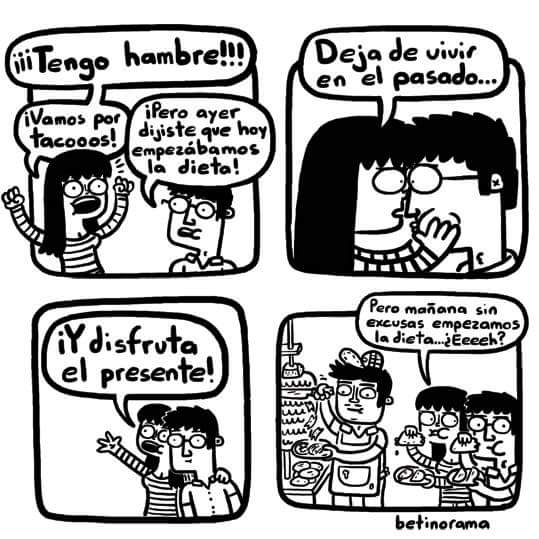 ¡¡¡Tengo hambre!!!
¡Vamos por
tacooos!
¡Pero ayer
dijiste que hoy
empezábamos
la dieta!
Deja de vivir
en el pasado...
¡Y disfruta
el presente!
Pero mañana sin
excusas empezamos
la dieta...¿Eeeeh?
betinorama